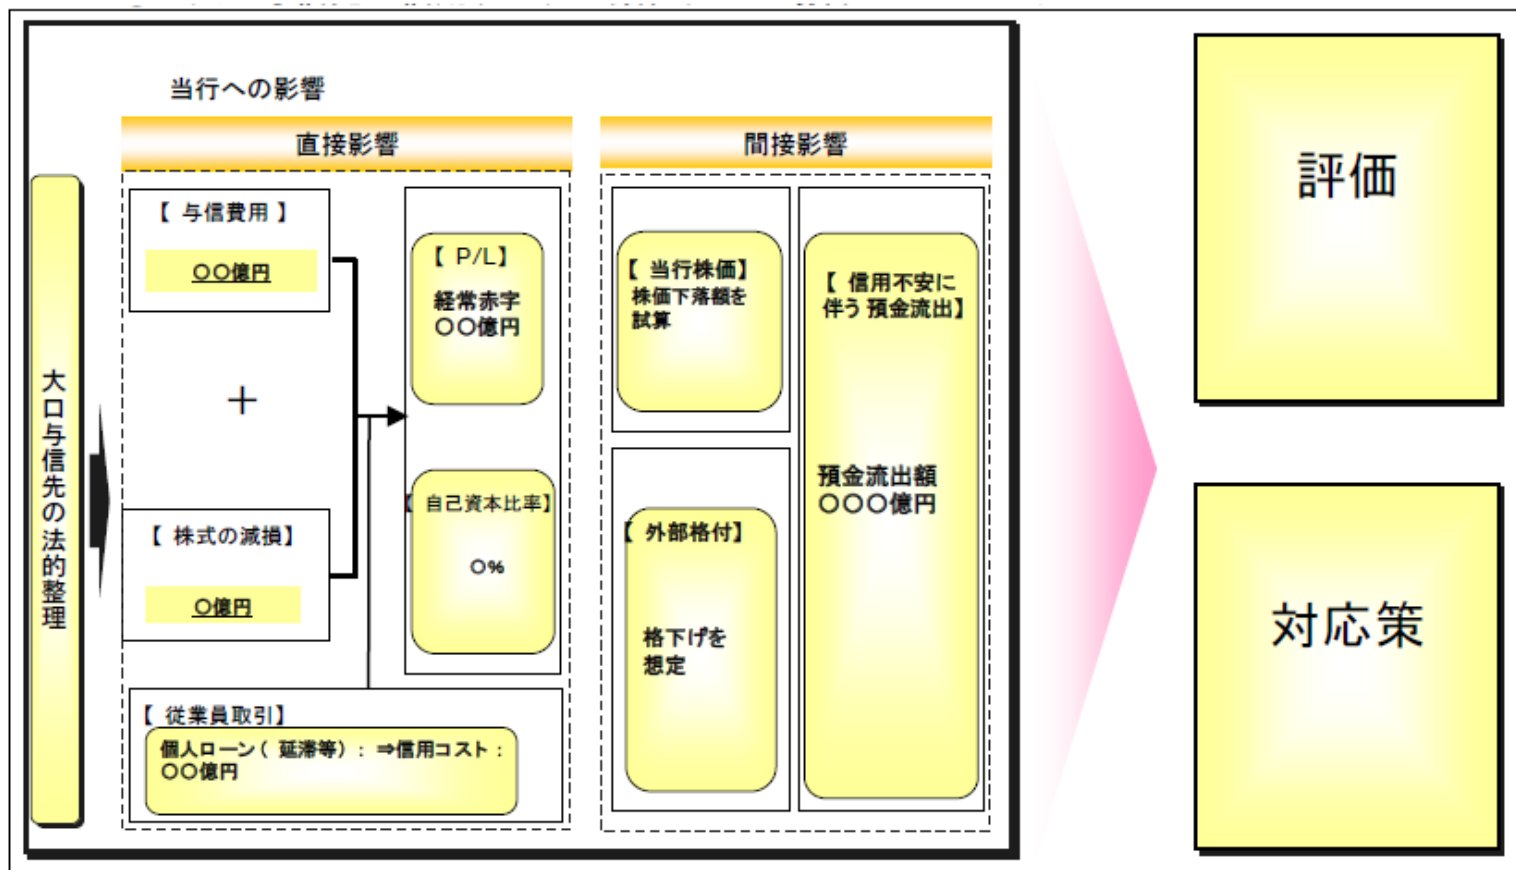 当行への影響
直接影響
間接影響
大口与信先の法的整理
【 与信費用 】
〇〇億円
＋
【 株式の減損】
〇億円
【 P/L】
経常赤字
〇〇億円
【 自己資本比率】
〇%
【 従業員取引】
個人ローン( 延滞等) : ⇒信用コスト :
〇〇億円
【 当行株価】
株価下落額を
試算
【 外部格付】
格下げを
想定
【 信用不安に
伴う 預金流出】
預金流出額
〇〇〇億円
評価
対応策